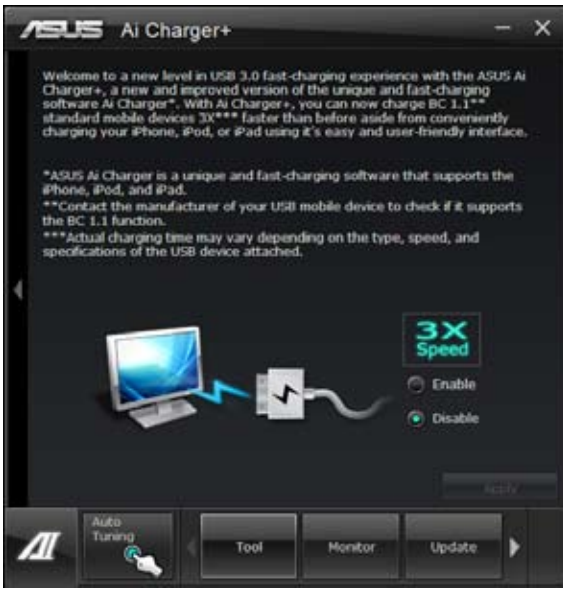 ASUS Ai Charger+
Welcome to a new level in USB 3.0 fast-charging experience with the ASUS Ai
Charger+, a new and improved version of the unique and fast-charging
software Ai Charger*. With Ai Charger+, you can now charge BC 1.1**
standard mobile devices 3X*** faster than before aside from conveniently
charging your iPhone, iPod, or iPad using it's easy and user-friendly interface.
*ASUS Ai Charger is a unique and fast-charging software that supports the
iPhone, iPod, and iPad.
**Contact the manufacturer of your USB mobile device to check if it supports
the BC 1.1 function.
***Actual charging time may vary depending on the type, speed, and
specifications of the USB device attached.
3X
Speed
Enable
Disable
Apply
AI
Auto
Tuning
Tool
Monitor
Update